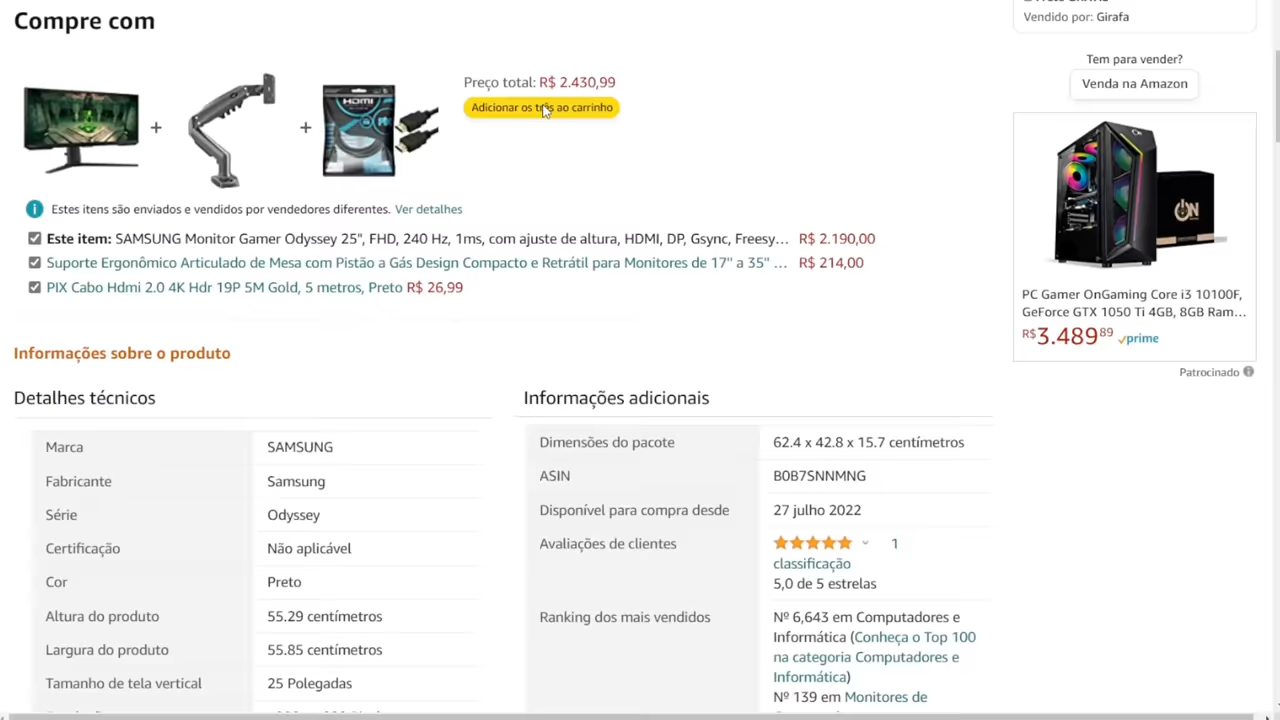 Compre com
Preço total: R$ 2.430,99
Adicionar os três ao carrinho
HDMI
Estes itens são enviados e vendidos por vendedores diferentes. Ver detalhes
Este item: SAMSUNG Monitor Gamer Odyssey 25", FHD, 240 Hz, 1ms, com ajuste de altura, HDMI, DP, Gsync, Freesy... R$ 2.190,00
Suporte Ergonômico Articulado de Mesa com Pistão a Gás Design Compacto e Retrátil para Monitores de 17'' a 35'' ... R$ 214,00
PIX Cabo Hdmi 2.0 4K Hdr 19P 5M Gold, 5 metros, Preto R$ 26,99
Informações sobre o produto
Detalhes técnicos
Marca SAMSUNG
Fabricante Samsung
Série Odyssey
Certificação Não aplicável
Cor Preto
Altura do produto 55.29 centímetros
Largura do produto 55.85 centímetros
Tamanho de tela vertical 25 Polegadas
Informações adicionais
Dimensões do pacote 62.4 x 42.8 x 15.7 centímetros
ASIN B0B7SNNMNG
Disponível para compra desde 27 julho 2022
Avaliações de clientes 1
classificação
5,0 de 5 estrelas
Ranking dos mais vendidos Nº 6,643 em Computadores e
Informática (Conheça o Top 100
na categoria Computadores e
Informática)
Nº 139 em Monitores de
Vendido por: Girafa
Tem para vender?
Venda na Amazon
ON
PC Gamer OnGaming Core i3 10100F,
GeForce GTX 1050 Ti 4GB, 8GB Ram...
R$3.48989 prime
Patrocinado